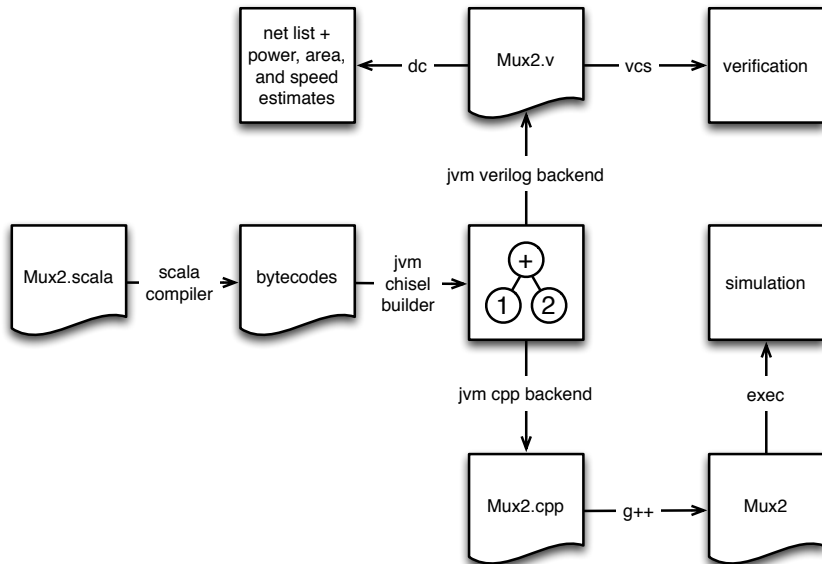 net list +
power, area,
and speed
estimates
dc
Mux2.v
vcs
verification
jvm verilog backend
Mux2.scala
scala
compiler
bytecodes
jvm
chisel
builder
+
1
2
simulation
jvm cpp backend
exec
Mux2.cpp
g++
Mux2